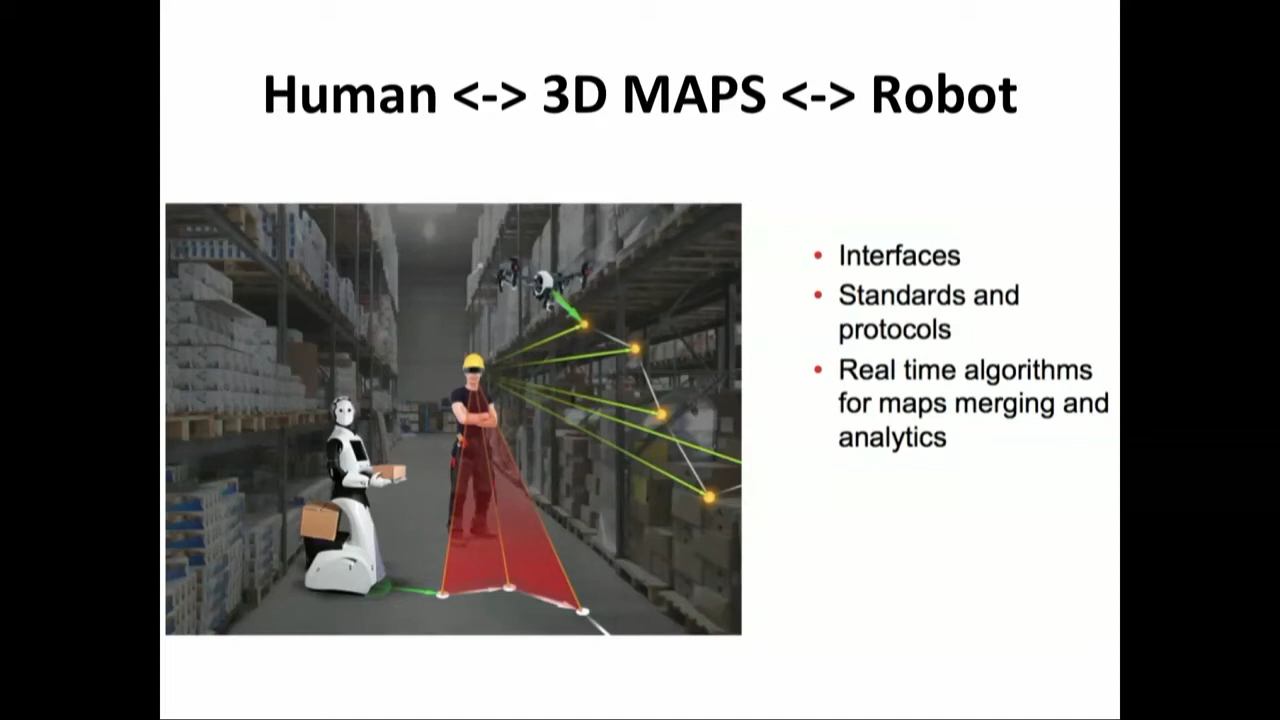 Human <-> 3D MAPS <-> Robot
• Interfaces
• Standards and
protocols
• Real time algorithms
for maps merging and
analytics